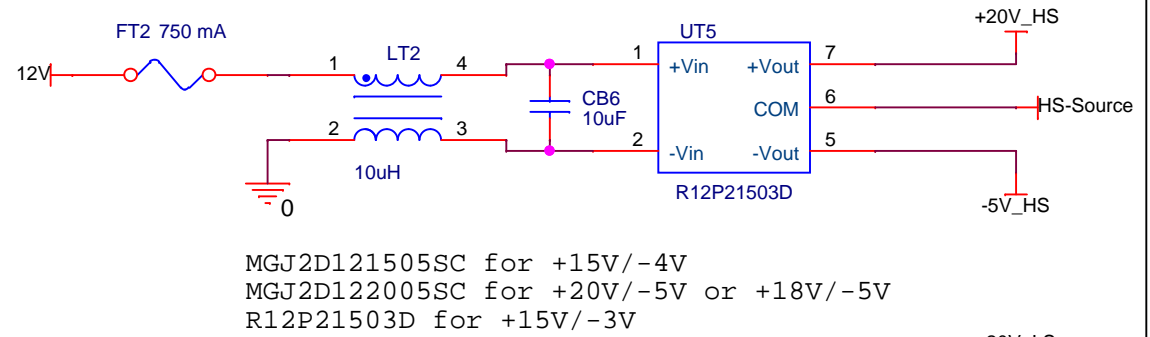 +20V_HS
FT2 750 mA
UT5
LT2
12V
1
4
1
+Vin
+Vout
7
CB6
10uF
COM
6
HS-Source
2
3
2
-Vin
-Vout
5
10uH
R12P21503D
0
-5V_HS
MGJ2D121505SC for +15V/-4V
MGJ2D122005SC for +20V/-5V or +18V/-5V
R12P21503D for +15V/-3V